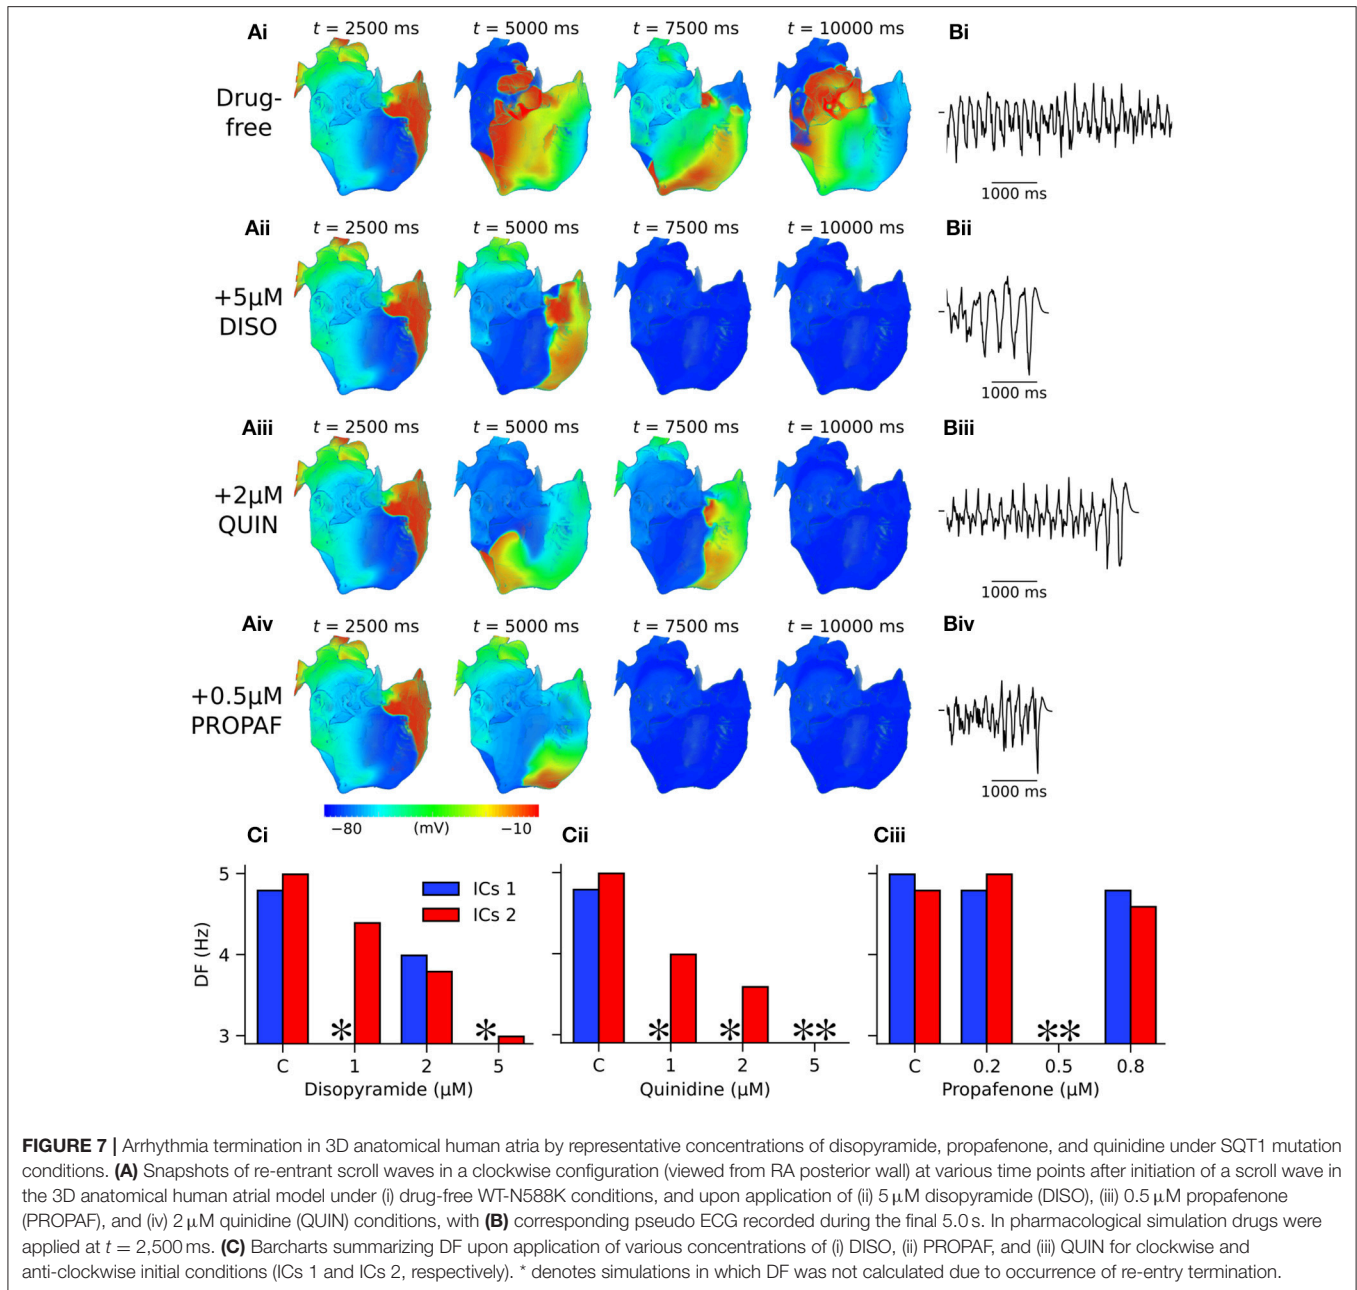 Ai t = 2500 ms t = 5000 ms t = 7500 ms t = 10000 ms Bi
Drug-
free
1000 ms
Aii t = 2500 ms t = 5000 ms t = 7500 ms t = 10000 ms Bii
+5μM
DISO
1000 ms
Aiii t = 2500 ms t = 5000 ms t = 7500 ms t = 10000 ms Biii
+2μM
QUIN
1000 ms
Aiv t = 2500 ms t = 5000 ms t = 7500 ms t = 10000 ms Biv
+0.5μM
PROPAF
1000 ms
−80 (mV) −10
Ci Cii Ciii
5
ICs 1
ICs 2
4
DF (Hz)
3 * * * * ** **
C 1 2 5 C 1 2 5 C 0.2 0.5 0.8
Disopyramide (μM) Quinidine (μM) Propafenone (μM)
FIGURE 7 | Arrhythmia termination in 3D anatomical human atria by representative concentrations of disopyramide, propafenone, and quinidine under SQT1 mutation
conditions. (A) Snapshots of re-entrant scroll waves in a clockwise configuration (viewed from RA posterior wall) at various time points after initiation of a scroll wave in
the 3D anatomical human atrial model under (i) drug-free WT-N588K conditions, and upon application of (ii) 5 μM disopyramide (DISO), (iii) 0.5 μM propafenone
(PROPAF), and (iv) 2 μM quinidine (QUIN) conditions, with (B) corresponding pseudo ECG recorded during the final 5.0 s. In pharmacological simulation drugs were
applied at t = 2,500 ms. (C) Barcharts summarizing DF upon application of various concentrations of (i) DISO, (ii) PROPAF, and (iii) QUIN for clockwise and
anti-clockwise initial conditions (ICs 1 and ICs 2, respectively). * denotes simulations in which DF was not calculated due to occurrence of re-entry termination.